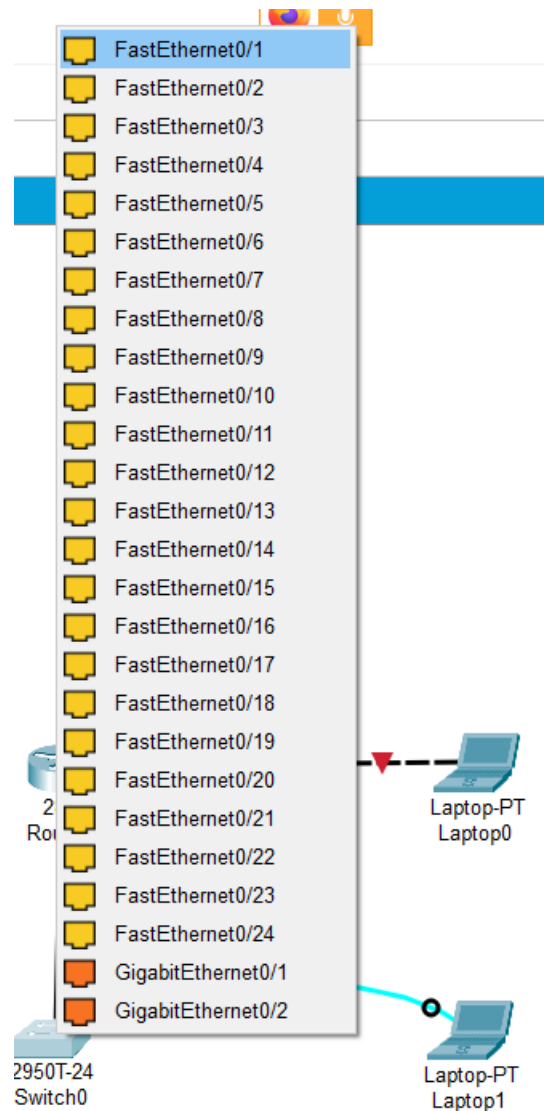 FastEthernet0/1
FastEthernet0/2
FastEthernet0/3
FastEthernet0/4
FastEthernet0/5
FastEthernet0/6
FastEthernet0/7
FastEthernet0/8
FastEthernet0/9
FastEthernet0/10
FastEthernet0/11
FastEthernet0/12
FastEthernet0/13
FastEthernet0/14
FastEthernet0/15
FastEthernet0/16
FastEthernet0/17
FastEthernet0/18
FastEthernet0/19
FastEthernet0/20
FastEthernet0/21
FastEthernet0/22
FastEthernet0/23
FastEthernet0/24
GigabitEthernet0/1
GigabitEthernet0/2
Laptop-PT
Laptop0
2950T-24
Switch0
Laptop-PT
Laptop1